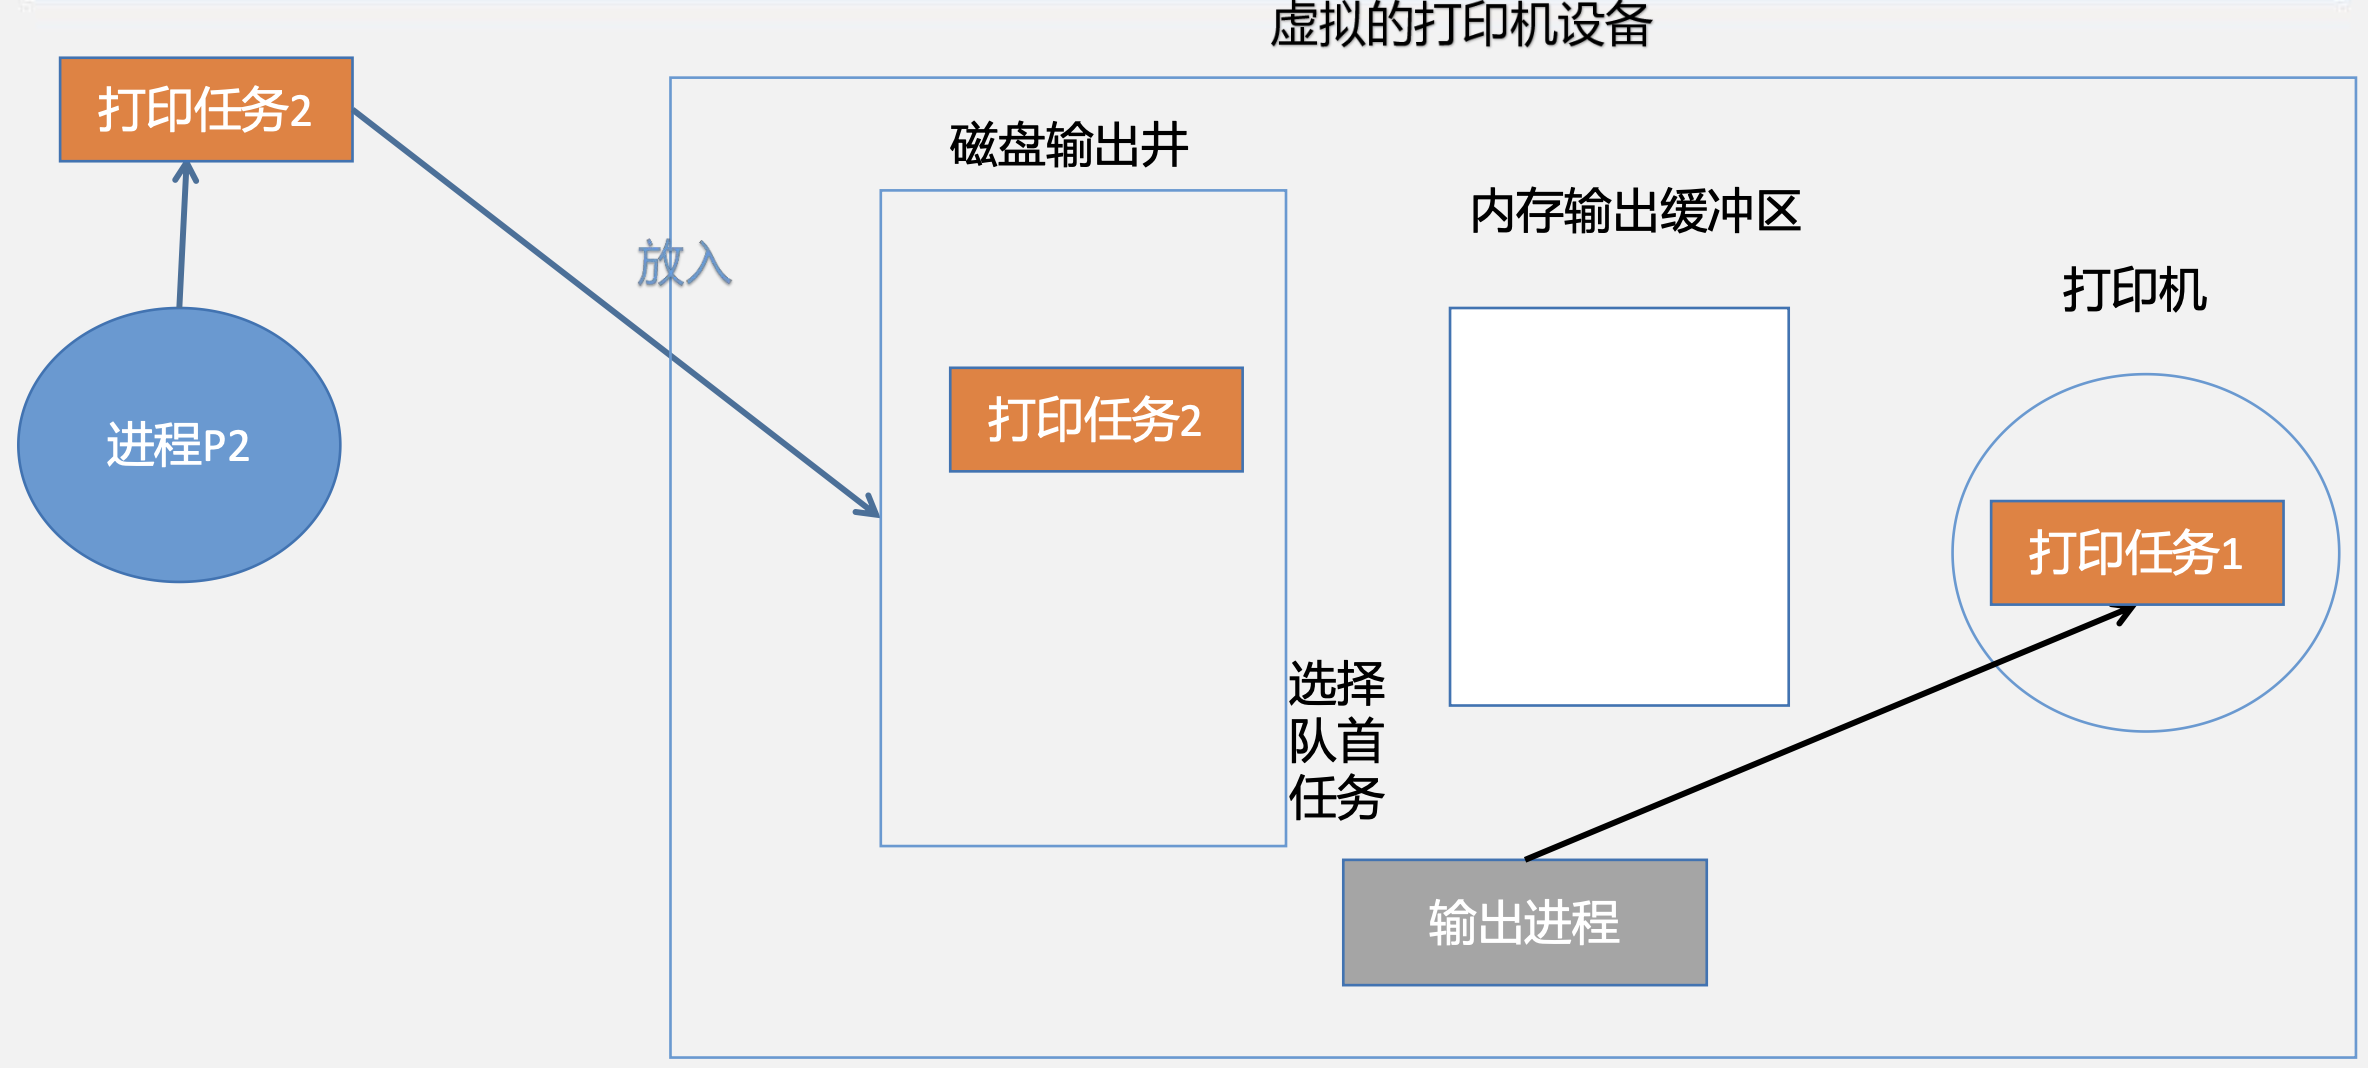 虚拟的打印机设备
打印任务2
磁盘输出井
内存输出缓冲区
放入
打印机
打印任务2
进程P2
打印任务1
选择
队首
任务
输出进程